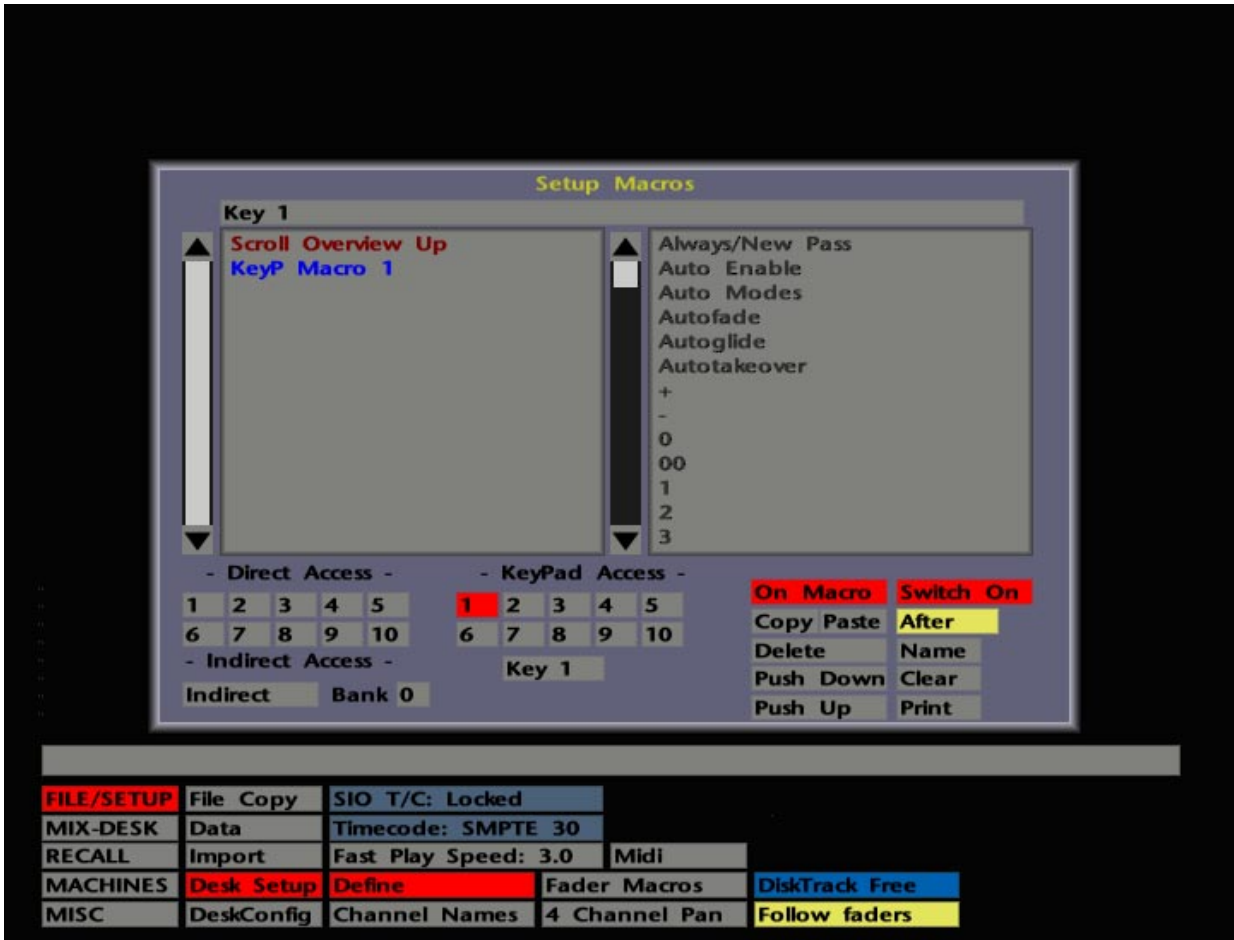 Setup Macros
Key 1
Scroll Overview Up
KeyP Macro 1
Always/New Pass
Auto Enable
Auto Modes
Autofade
Autoglide
Autotakeover
+
-
0
00
1
2
3
- Direct Access -
1 2 3 4 5
6 7 8 9 10
- Indirect Access -
Indirect Bank 0
- KeyPad Access -
1 2 3 4 5
6 7 8 9 10
Key 1
On Macro Switch On
Copy Paste After
Delete Name
Push Down Clear
Push Up Print
FILE/SETUP File Copy SIO T/C: Locked
MIX-DESK Data Timecode: SMPTE 30
RECALL Import Fast Play Speed: 3.0 Midi
MACHINES Desk Setup Define Fader Macros DiskTrack Free
MISC DeskConfig Channel Names 4 Channel Pan Follow faders